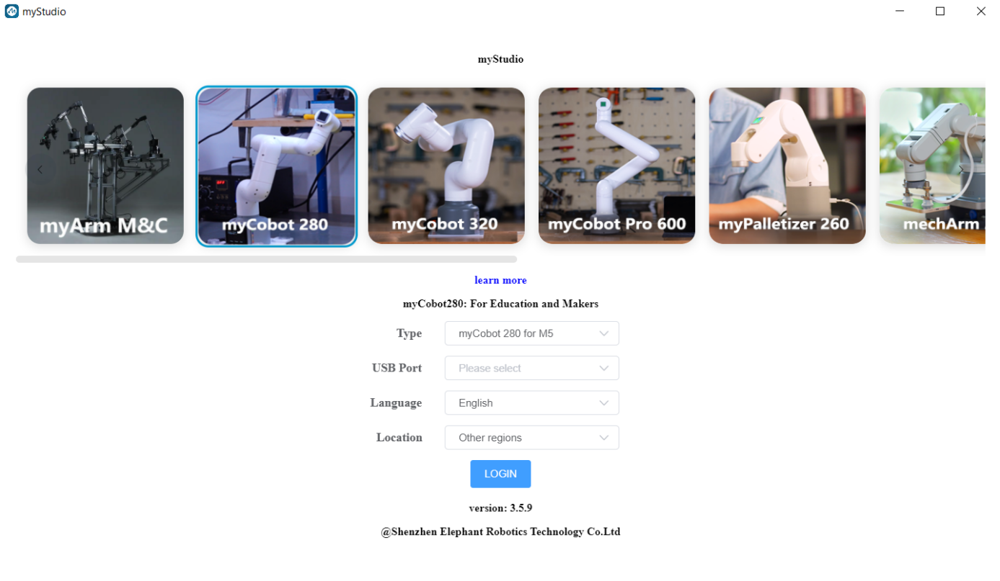 myStudio
myStudio
myArm M&C
myCobot 280
myCobot 320
myCobot Pro 600
myPalletizer 260
mechArm
learn more
myCobot280: For Education and Makers
Type myCobot 280 for M5
USB Port Please select
Language English
Location Other regions
LOGIN
version: 3.5.9
@Shenzhen Elephant Robotics Technology Co.Ltd